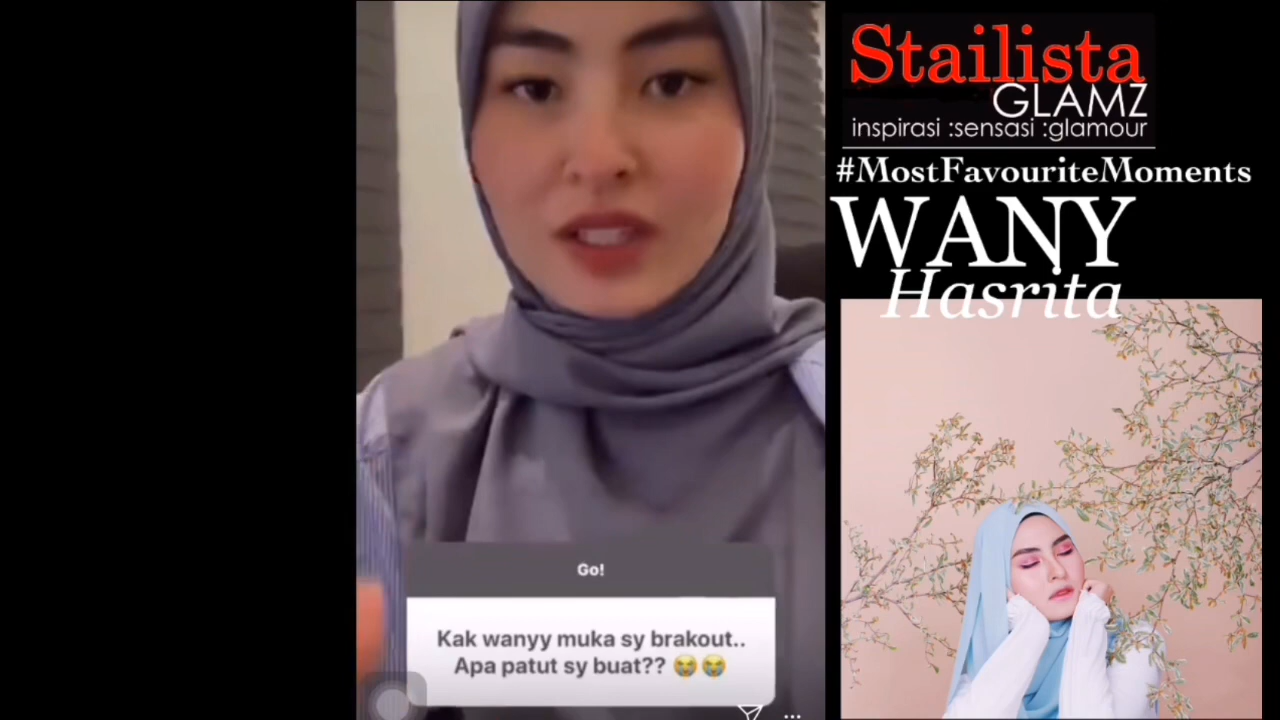 Stailista
GLAMZ
inspirasi :sensasi :glamour
#MostFavouriteMoments
WANY
Hasrita
Go!
Kak wanyy muka sy brakout..
Apa patut sy buat?? 😭😭